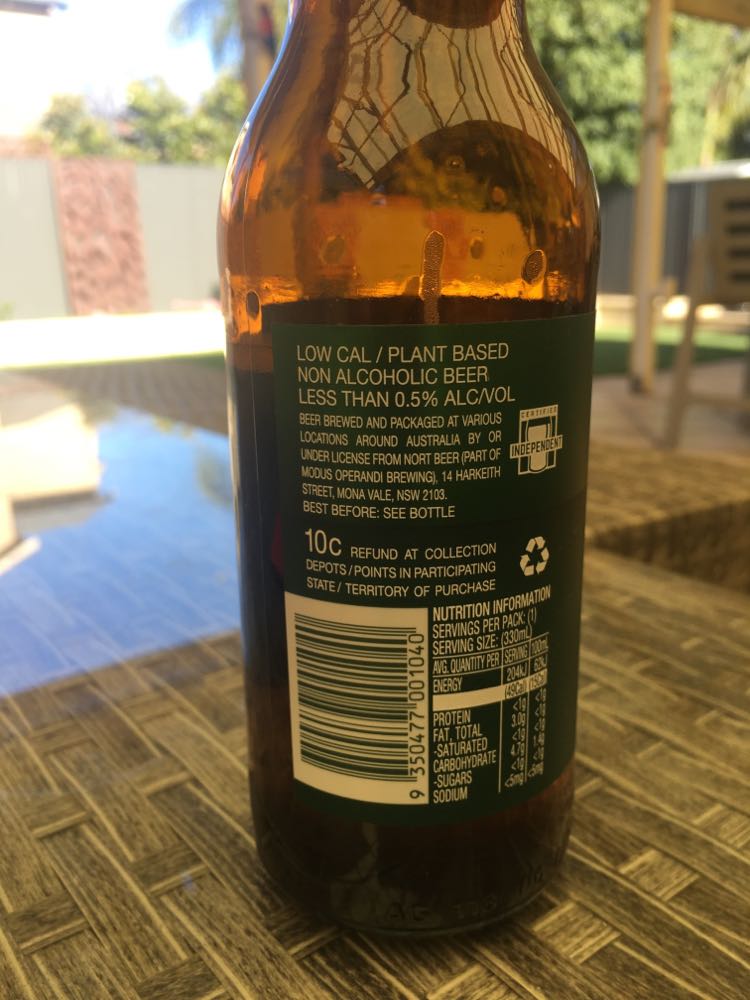 LOW CAL / PLANT BASED
NON ALCOHOLIC BEER
LESS THAN 0.5% ALC/VOL
BEER BREWED AND PACKAGED AT VARIOUS
LOCATIONS AROUND AUSTRALIA BY OR
UNDER LICENSE FROM NORT BEER (PART OF
MODUS OPERANDI BREWING), 14 HARKEITH
STREET, MONA VALE, NSW 2103.
BEST BEFORE: SEE BOTTLE
CERTIFIED
INDEPENDENT
10c REFUND AT COLLECTION
DEPOTS / POINTS IN PARTICIPATING
STATE / TERRITORY OF PURCHASE
9 350477 001040
NUTRITION INFORMATION
SERVINGS PER PACK: (1)
SERVING SIZE: (330mL)
AVG. QUANTITY PER SERVING 100mL
ENERGY 204kJ 62kJ
(49Cal) (15Cal)
PROTEIN <1g <1g
FAT, TOTAL 3.0g <1g
-SATURATED <1g <1g
CARBOHYDRATE 4.7g 1.4g
-SUGARS <1g <1g
SODIUM <5mg <5mg